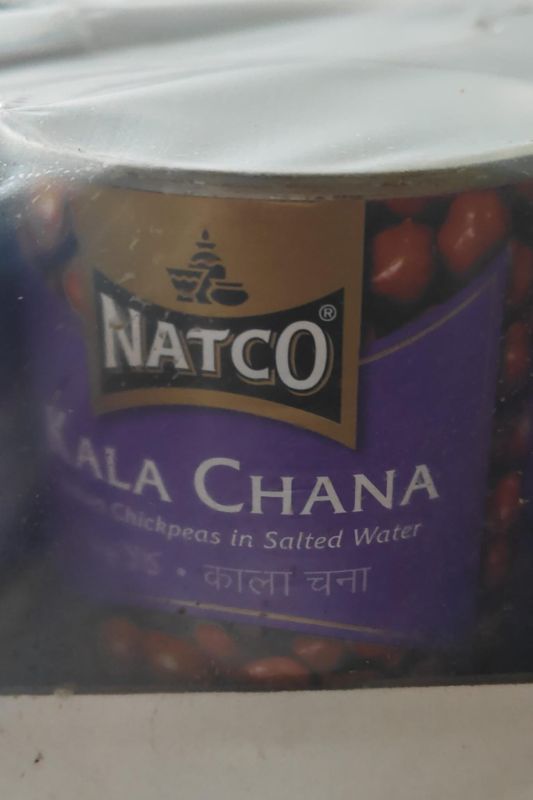 NATCO®
KALA CHANA
Chickpeas in Salted Water
• काला चना